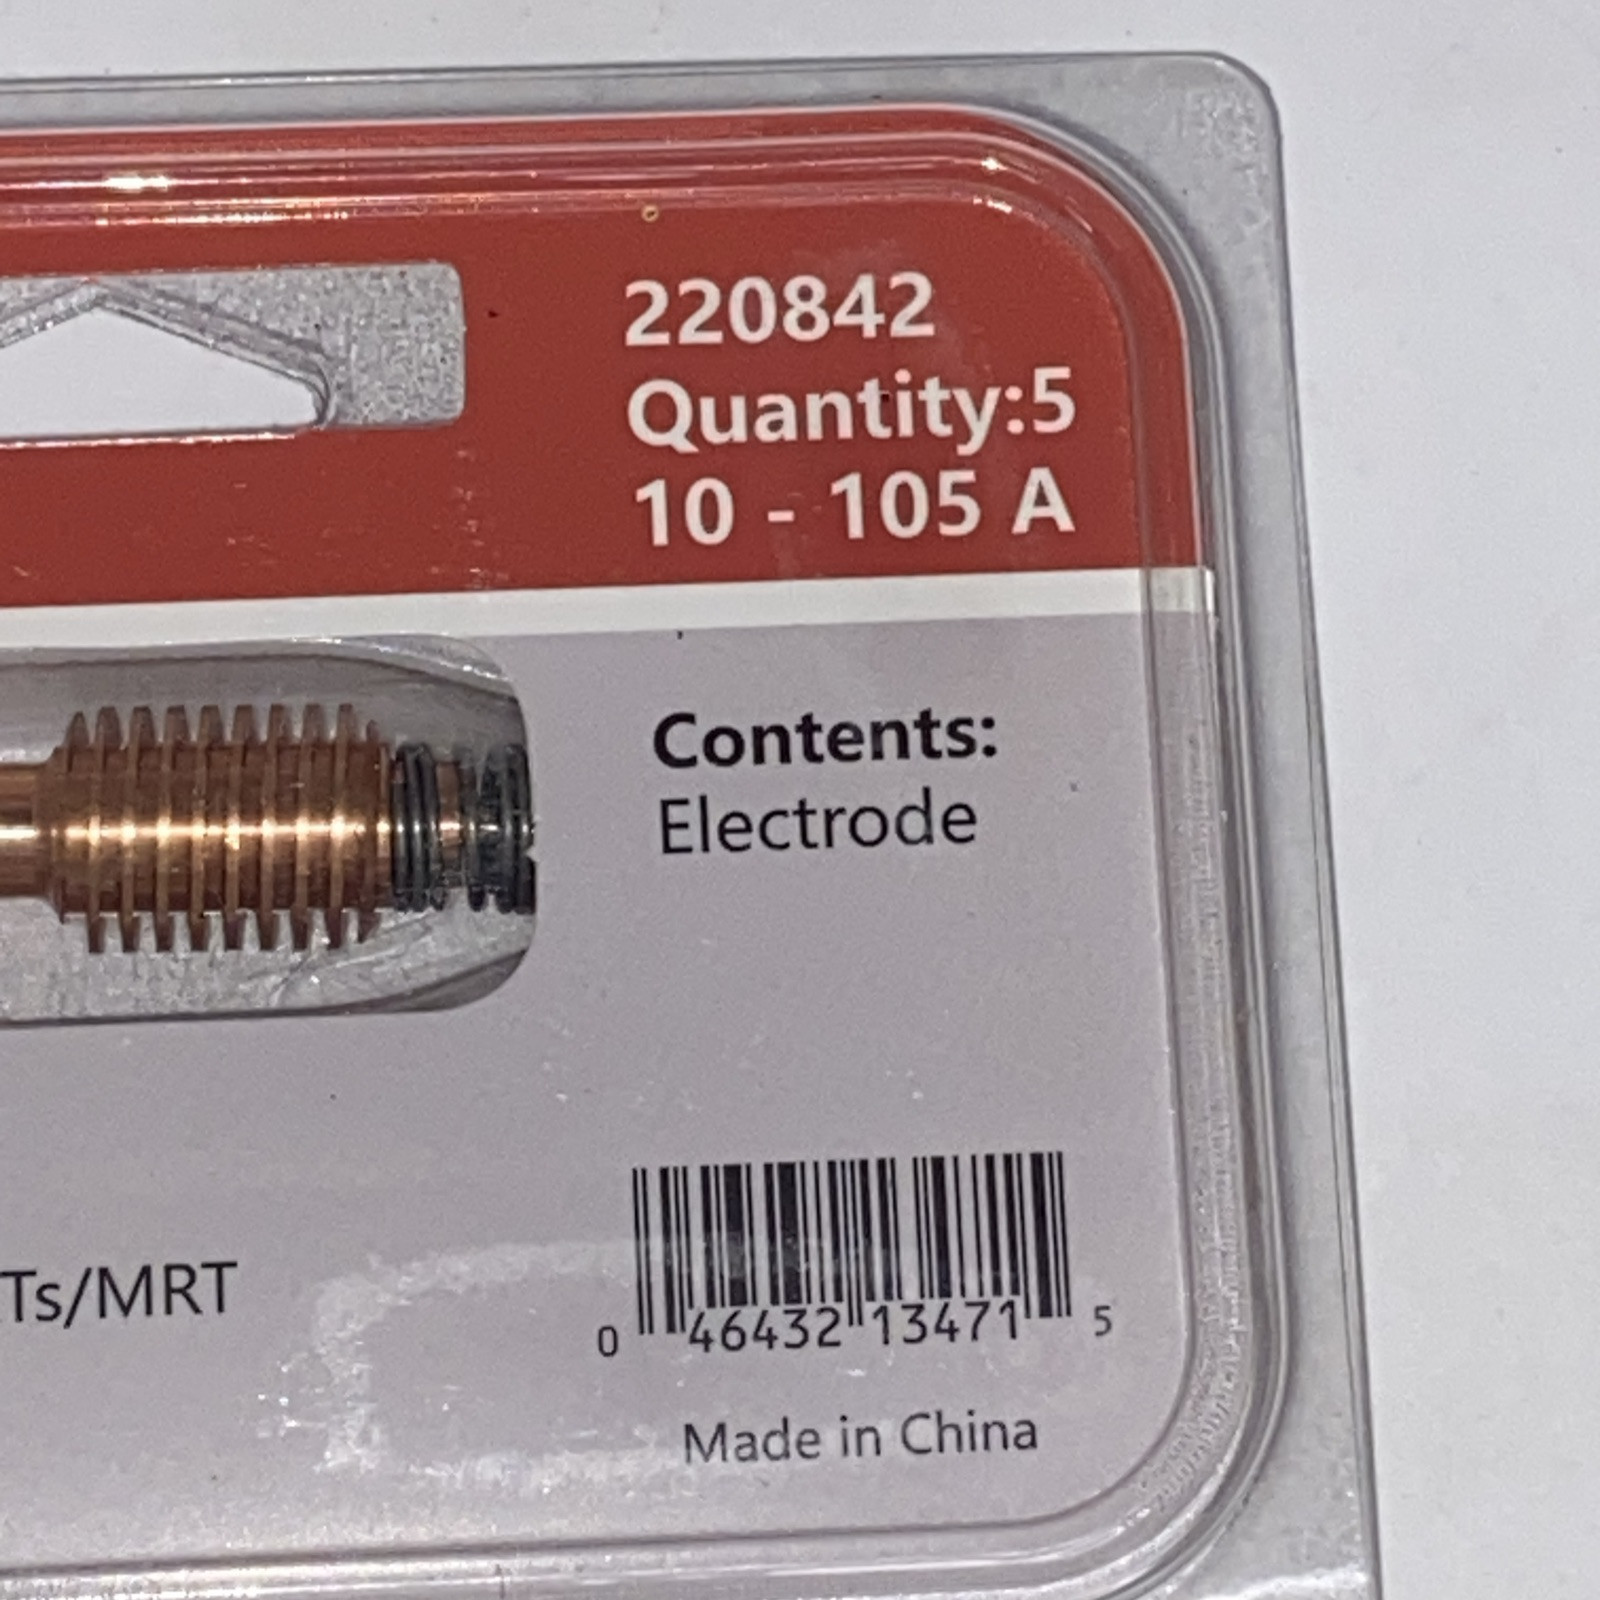 220842
Quantity:5
10 - 105 A
Contents:
Electrode
Ts/MRT
0 46432 13471 5
Made in China